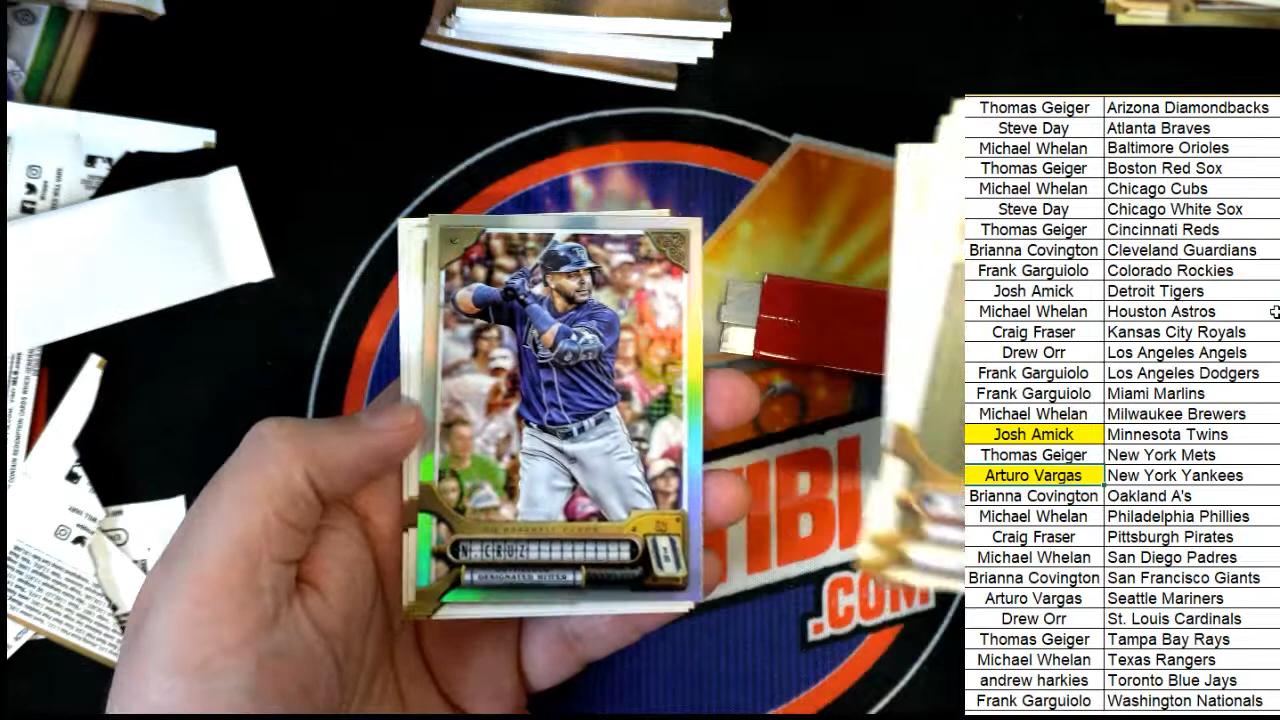 N. CRUZ
DESIGNATED HITTER
TIBL
.COM
Thomas Geiger Arizona Diamondbacks
Steve Day Atlanta Braves
Michael Whelan Baltimore Orioles
Thomas Geiger Boston Red Sox
Michael Whelan Chicago Cubs
Steve Day Chicago White Sox
Thomas Geiger Cincinnati Reds
Brianna Covington Cleveland Guardians
Frank Garguiolo Colorado Rockies
Josh Amick Detroit Tigers
Michael Whelan Houston Astros
Craig Fraser Kansas City Royals
Drew Orr Los Angeles Angels
Frank Garguiolo Los Angeles Dodgers
Frank Garguiolo Miami Marlins
Michael Whelan Milwaukee Brewers
Josh Amick Minnesota Twins
Thomas Geiger New York Mets
Arturo Vargas New York Yankees
Brianna Covington Oakland A's
Michael Whelan Philadelphia Phillies
Craig Fraser Pittsburgh Pirates
Michael Whelan San Diego Padres
Brianna Covington San Francisco Giants
Arturo Vargas Seattle Mariners
Drew Orr St. Louis Cardinals
Thomas Geiger Tampa Bay Rays
Michael Whelan Texas Rangers
andrew harkies Toronto Blue Jays
Frank Garguiolo Washington Nationals